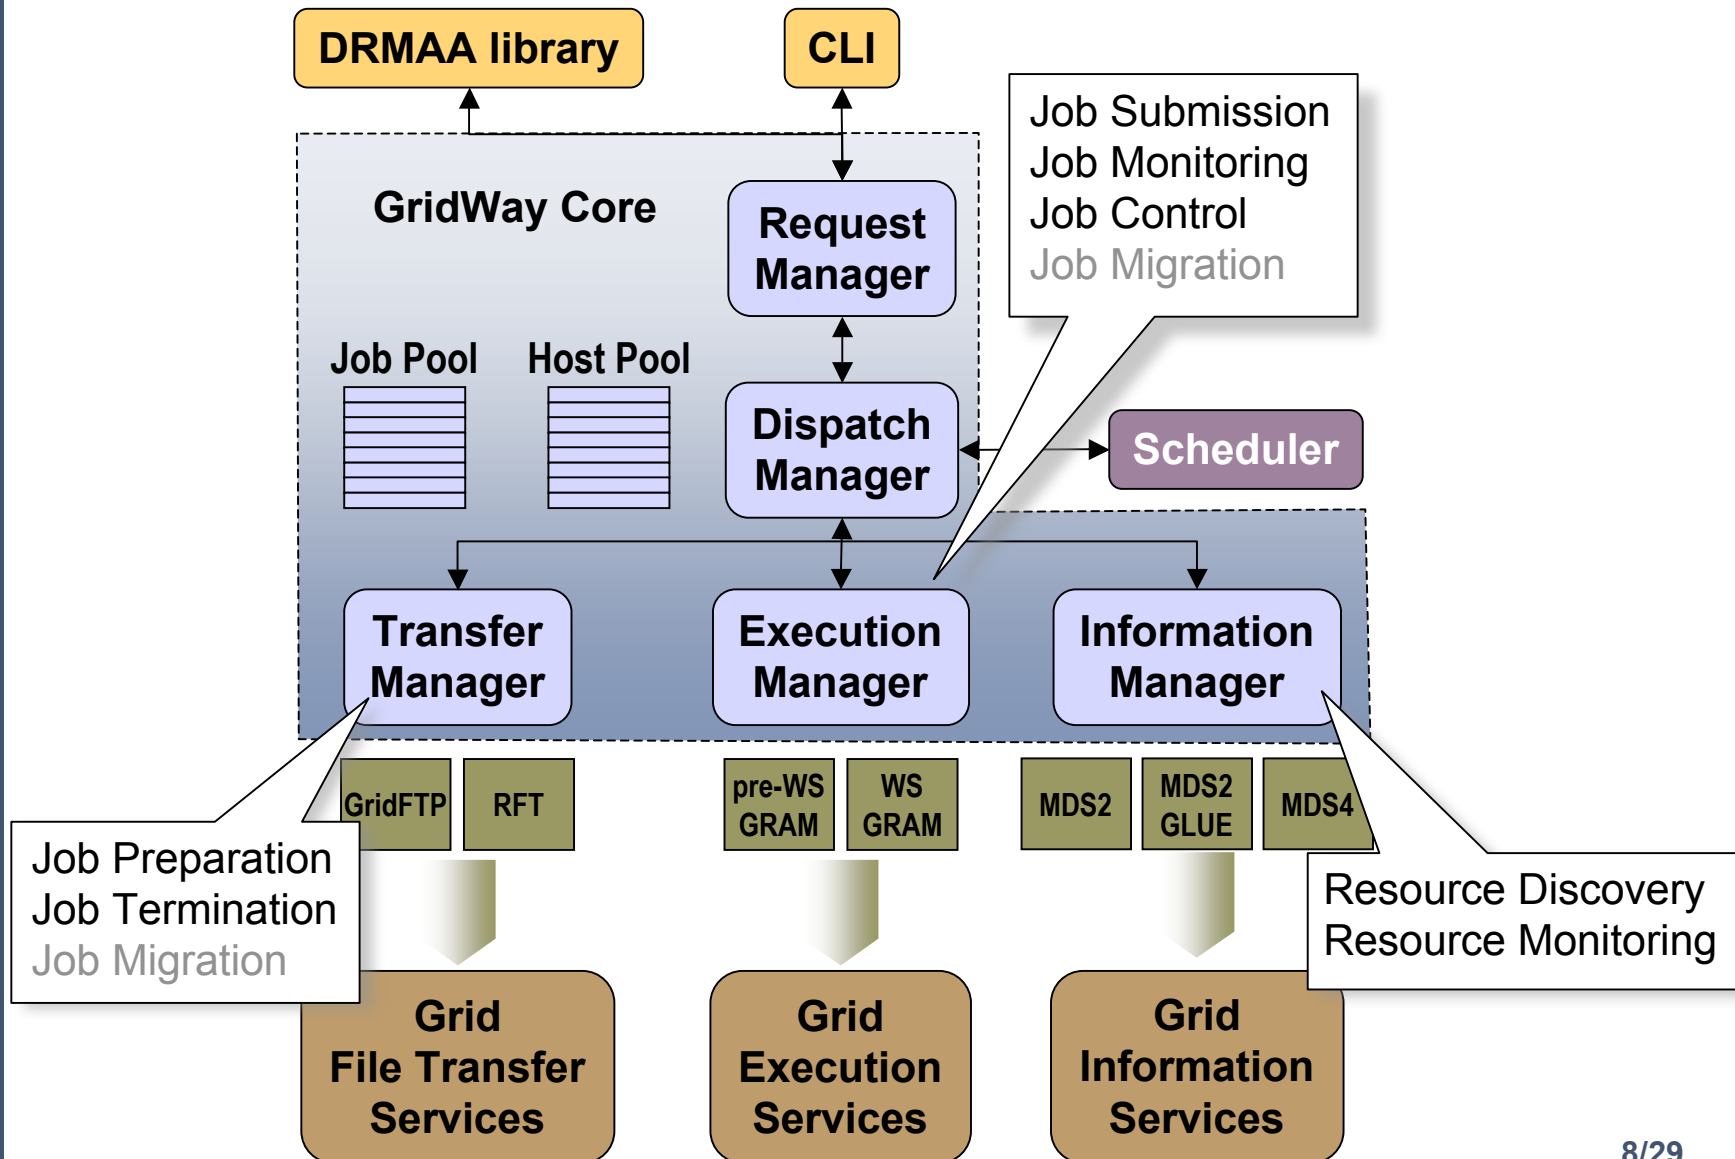 DRMAA library
CLI
Job Submission
Job Monitoring
Job Control
Job Migration
GridWay Core
Request
Manager
Job Pool
Host Pool
Dispatch
Manager
Scheduler
Transfer
Manager
Execution
Manager
Information
Manager
GridFTP
RFT
pre-WS
GRAM
WS
GRAM
MDS2
MDS2
GLUE
MDS4
Job Preparation
Job Termination
Job Migration
Resource Discovery
Resource Monitoring
Grid
File Transfer
Services
Grid
Execution
Services
Grid
Information
Services
8/29